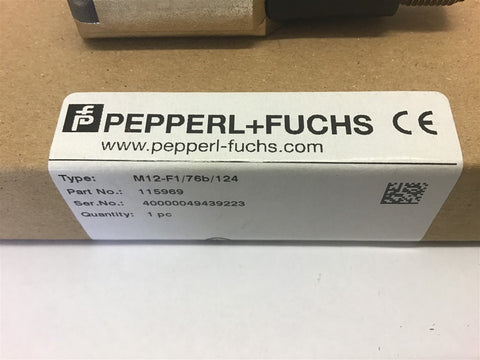 PEPPERL+FUCHS CE
www.pepperl-fuchs.com
Type: M12-F1/76b/124
Part No.: 115969
Ser.No.: 40000049439223
Quantity: 1 pc